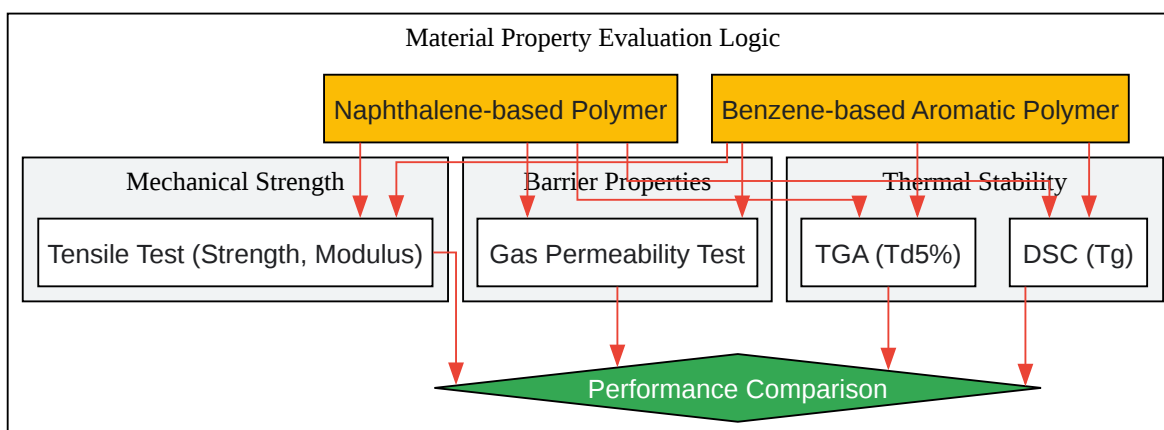 Material Property Evaluation Logic
Naphthalene-based Polymer
Benzene-based Aromatic Polymer
Mechanical Strength
Barrier Properties
Thermal Stability
Tensile Test (Strength, Modulus)
Gas Permeability Test
TGA (Td5%)
DSC (Tg)
Performance Comparison